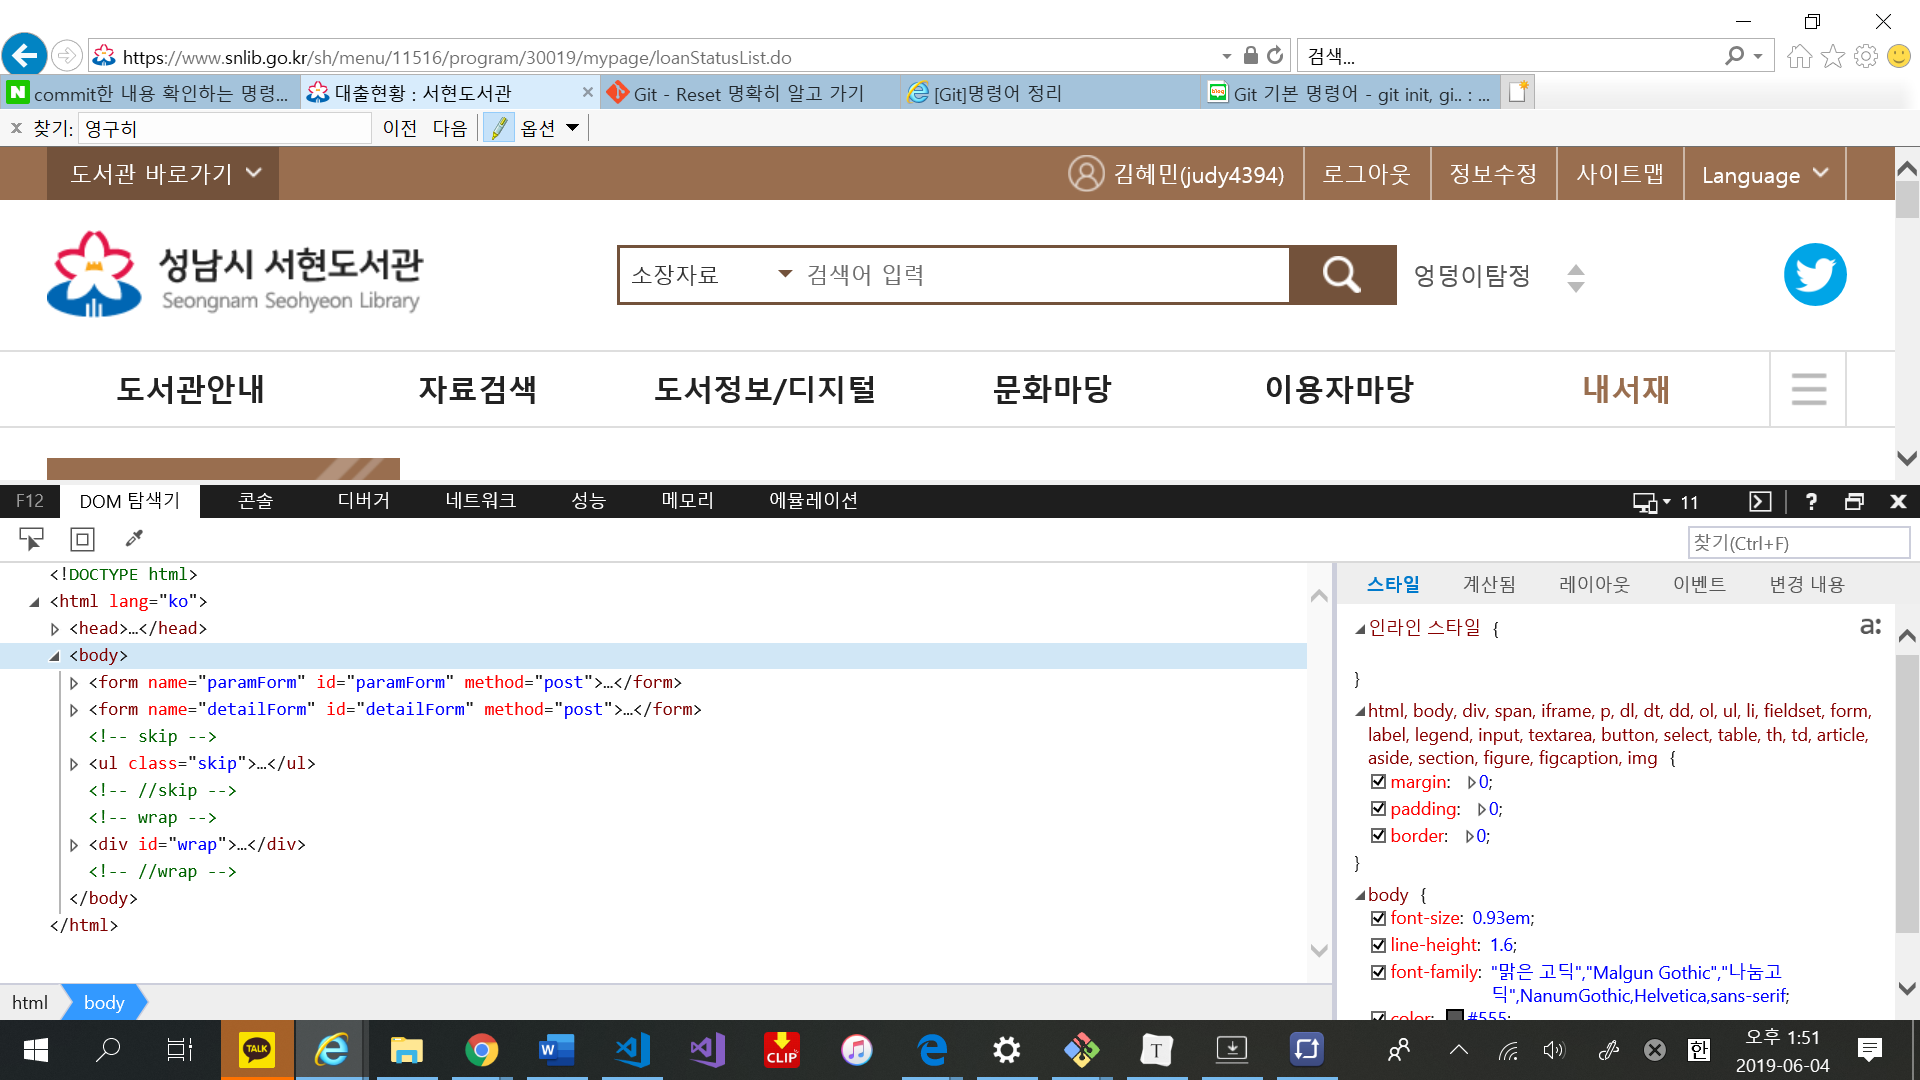 https://www.snlib.go.kr/sh/menu/11516/program/30019/mypage/loanStatusList.do
검색...
commit한 내용 확인하는 명령...
대출현황 : 서현도서관
Git - Reset 명확히 알고 가기
[Git]명령어 정리
Git 기본 명령어 - git init, gi.. : ...
찾기: 영구히 이전 다음 옵션
도서관 바로가기
김혜민(judy4394) 로그아웃 정보수정 사이트맵 Language
성남시 서현도서관
Seongnam Seohyeon Library
소장자료 검색어 입력
엉덩이탐정
도서관안내 자료검색 도서정보/디지털 문화마당 이용자마당 내서재
F12 DOM 탐색기 콘솔 디버거 네트워크 성능 메모리 에뮬레이션 11 ?
찾기(Ctrl+F)
<!DOCTYPE html>
<html lang="ko">
<head>…</head>
<body>
<form name="paramForm" id="paramForm" method="post">…</form>
<form name="detailForm" id="detailForm" method="post">…</form>
<!-- skip -->
<ul class="skip">…</ul>
<!-- //skip -->
<!-- wrap -->
<div id="wrap">…</div>
<!-- //wrap -->
</body>
</html>
html body
스타일 계산됨 레이아웃 이벤트 변경 내용
인라인 스타일 {
a:
}
html, body, div, span, iframe, p, dl, dt, dd, ol, ul, li, fieldset, form,
label, legend, input, textarea, button, select, table, th, td, article,
aside, section, figure, figcaption, img {
margin: 0;
padding: 0;
border: 0;
}
body {
font-size: 0.93em;
line-height: 1.6;
font-family: "맑은 고딕","Malgun Gothic","나눔고
딕",NanumGothic,Helvetica,sans-serif;
color: #555;
TALK
CLIP
T
한
오후 1:51
2019-06-04